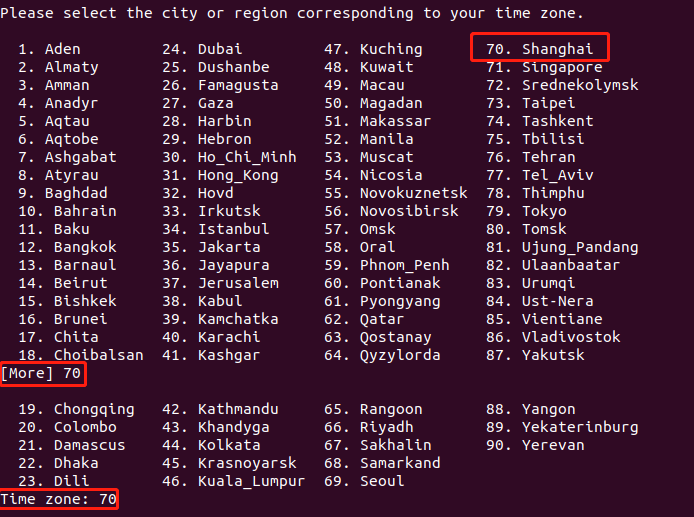 Please select the city or region corresponding to your time zone.
1. Aden 24. Dubai 47. Kuching 70. Shanghai
2. Almaty 25. Dushanbe 48. Kuwait 71. Singapore
3. Amman 26. Famagusta 49. Macau 72. Srednekolymsk
4. Anadyr 27. Gaza 50. Magadan 73. Taipei
5. Aqtau 28. Harbin 51. Makassar 74. Tashkent
6. Aqtobe 29. Hebron 52. Manila 75. Tbilisi
7. Ashgabat 30. Ho_Chi_Minh 53. Muscat 76. Tehran
8. Atyrau 31. Hong_Kong 54. Nicosia 77. Tel_Aviv
9. Baghdad 32. Hovd 55. Novokuznetsk 78. Thimphu
10. Bahrain 33. Irkutsk 56. Novosibirsk 79. Tokyo
11. Baku 34. Istanbul 57. Omsk 80. Tomsk
12. Bangkok 35. Jakarta 58. Oral 81. Ujung_Pandang
13. Barnaul 36. Jayapura 59. Phnom_Penh 82. Ulaanbaatar
14. Beirut 37. Jerusalem 60. Pontianak 83. Urumqi
15. Bishkek 38. Kabul 61. Pyongyang 84. Ust-Nera
16. Brunei 39. Kamchatka 62. Qatar 85. Vientiane
17. Chita 40. Karachi 63. Qostanay 86. Vladivostok
18. Choibalsan 41. Kashgar 64. Qyzylorda 87. Yakutsk
[More] 70
19. Chongqing 42. Kathmandu 65. Rangoon 88. Yangon
20. Colombo 43. Khandyga 66. Riyadh 89. Yekaterinburg
21. Damascus 44. Kolkata 67. Sakhalin 90. Yerevan
22. Dhaka 45. Krasnoyarsk 68. Samarkand
23. Dili 46. Kuala_Lumpur 69. Seoul
Time zone: 70